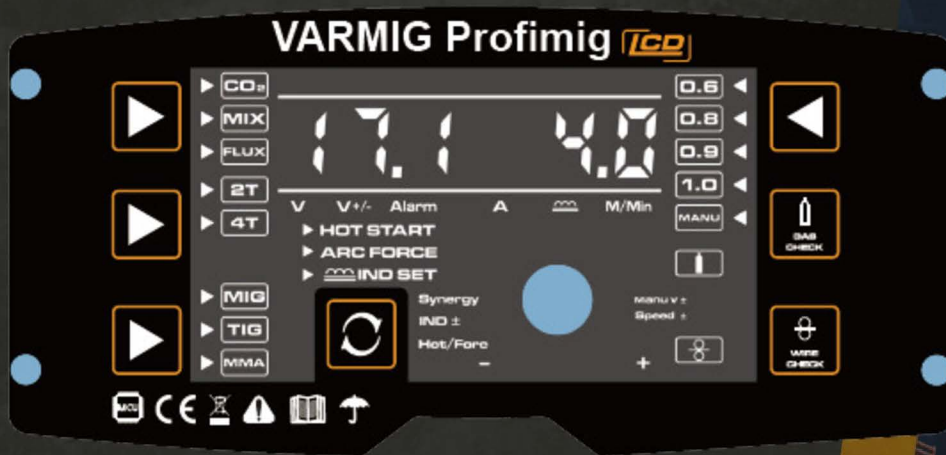 VARMIG Profimig LCD
CO₂
MIX
FLUX
2T
4T
MIG
TIG
MMA
17.1 4.0
V V+/- Alarm A M/Min
HOT START
ARC FORCE
IND SET
Synergy
IND ±
Hot/Forc
- +
Manu v ±
Speed ±
0.6
0.8
0.9
1.0
MANU
GAS
CHECK
WIRE
CHECK
MCU CE